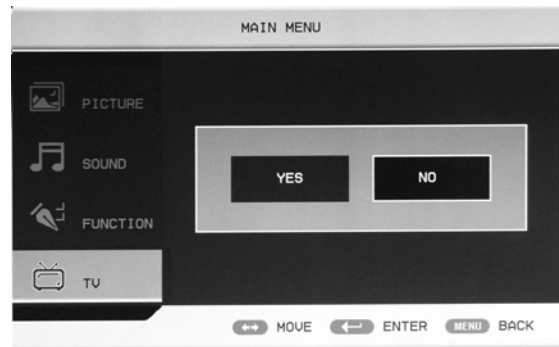 MAIN MENU
PICTURE
SOUND
FUNCTION
TV
YES NO
MOVE ENTER MENU BACK